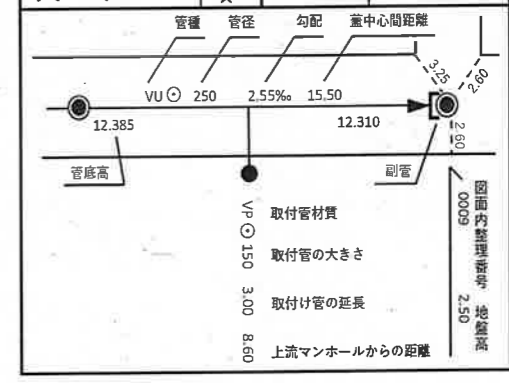 管種 管径 勾配 蓋中心間距離
3.25
2.60
VU⊙ 250 2,55‰ 15,50
12.385
12.310
2.60
管底高
副管
VP⊙150 3.00 8.60
取付管材質
取付管の大きさ
取付け管の延長
上流マンホールからの距離
図面内整理番号 地盤高
0009 2.50